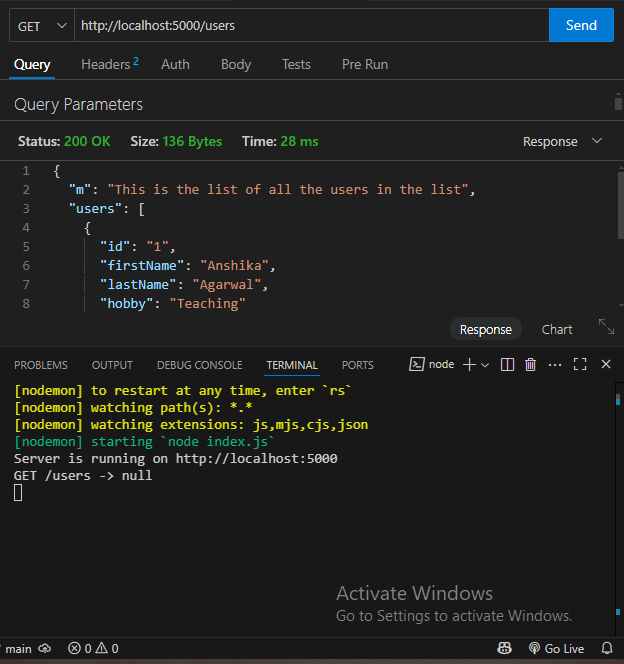 GET http://localhost:5000/users Send
Query Headers 2 Auth Body Tests Pre Run
Query Parameters
Status: 200 OK Size: 136 Bytes Time: 28 ms Response
1 {
2 "m": "This is the list of all the users in the list",
3 "users": [
4 {
5 "id": "1",
6 "firstName": "Anshika",
7 "lastName": "Agarwal",
8 "hobby": "Teaching"
Response Chart
PROBLEMS OUTPUT DEBUG CONSOLE TERMINAL PORTS node
[nodemon] to restart at any time, enter `rs`
[nodemon] watching path(s): *.*
[nodemon] watching extensions: js,mjs,cjs,json
[nodemon] starting `node index.js`
Server is running on http://localhost:5000
GET /users -> null
Activate Windows
Go to Settings to activate Windows.
main 0 0 Go Live